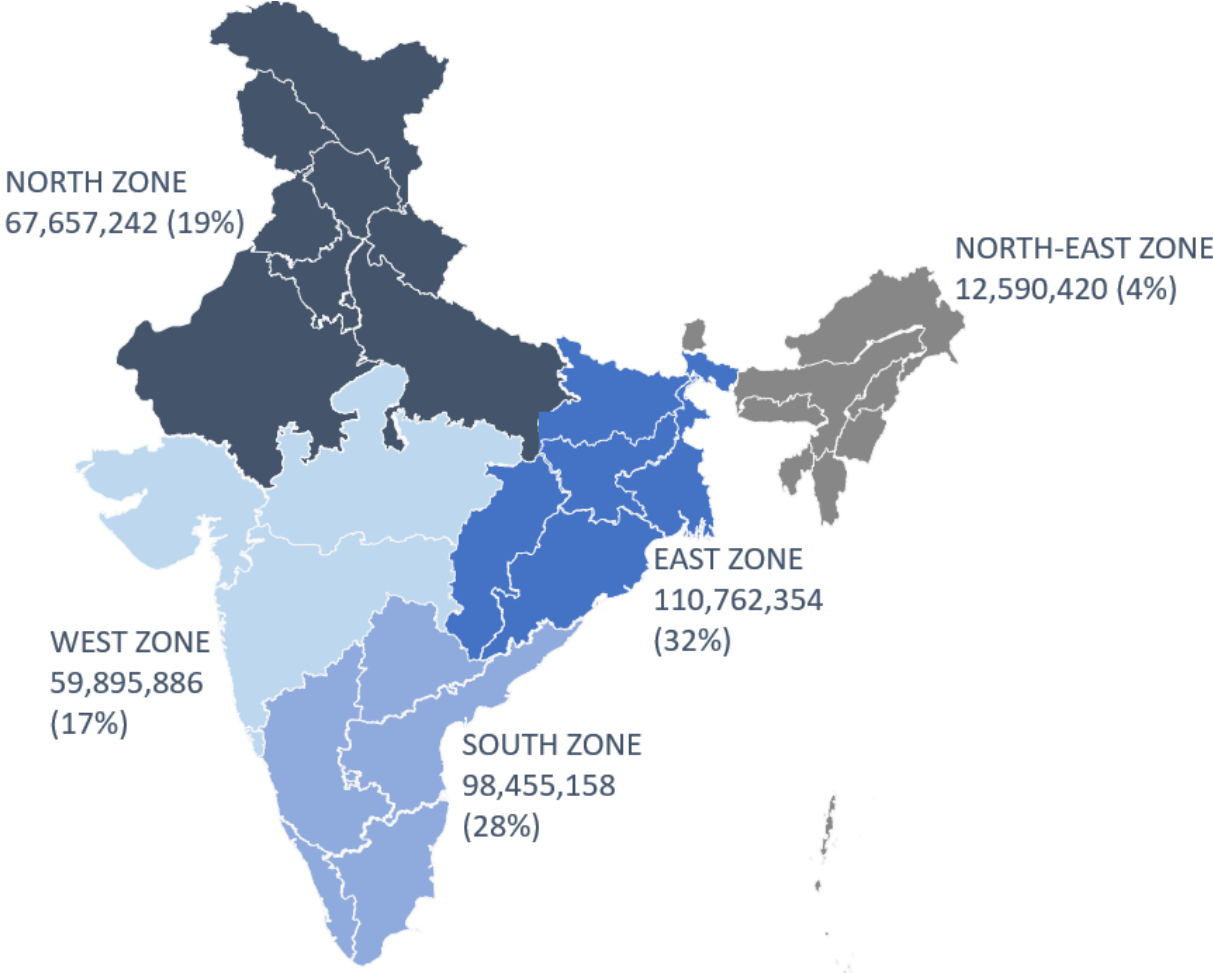 NORTH ZONE
67,657,242 (19%)
NORTH-EAST ZONE
12,590,420 (4%)
EAST ZONE
110,762,354
(32%)
WEST ZONE
59,895,886
(17%)
SOUTH ZONE
98,455,158
(28%)